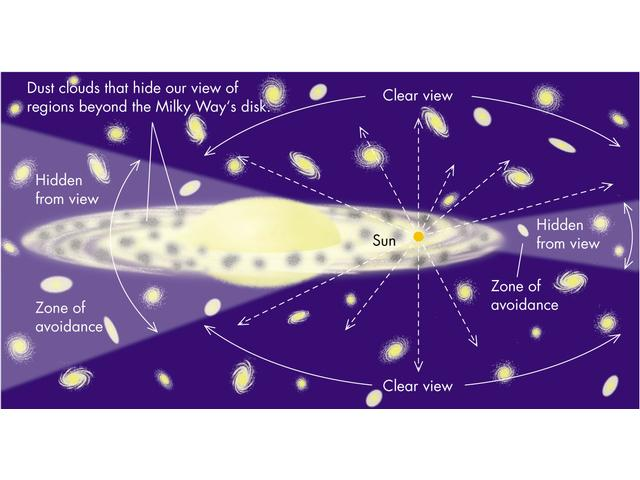 Dust clouds that hide our view of
regions beyond the Milky Way's disk.
Clear view
Hidden
from view
Sun
Hidden
from view
Zone of
avoidance
Zone of
avoidance
Clear view